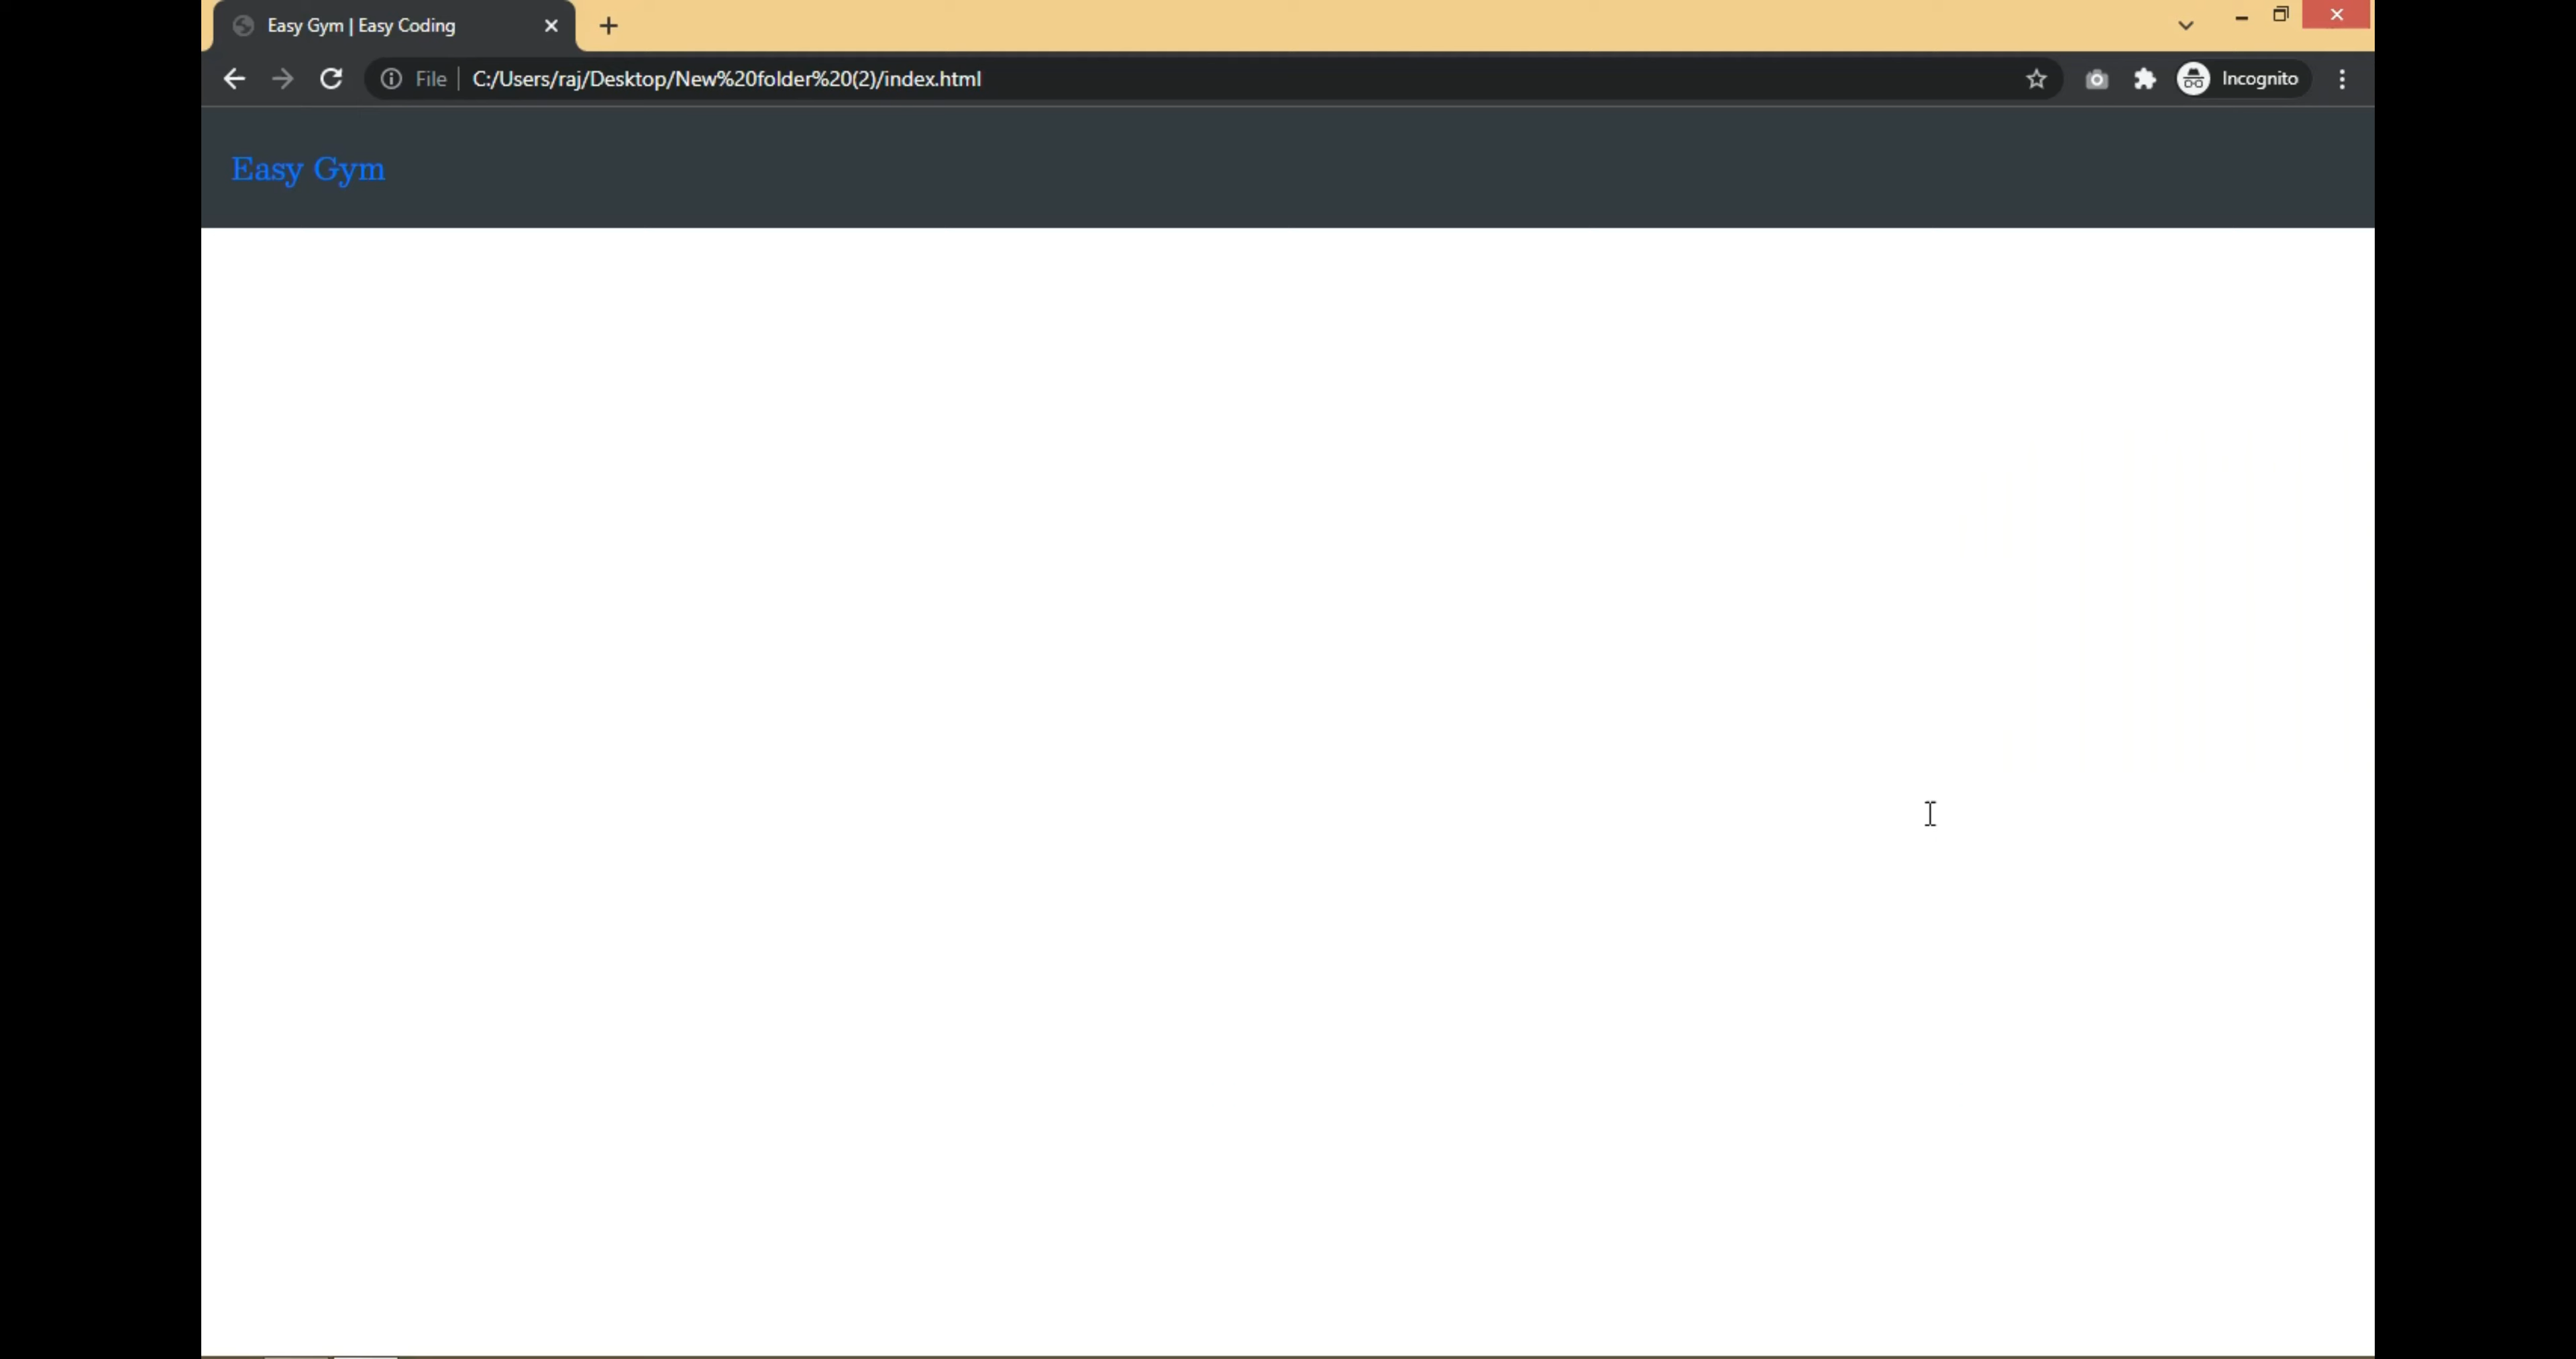 Easy Gym | Easy Coding
File C:/Users/raj/Desktop/New%20folder%20(2)/index.html
Incognito
Easy Gym